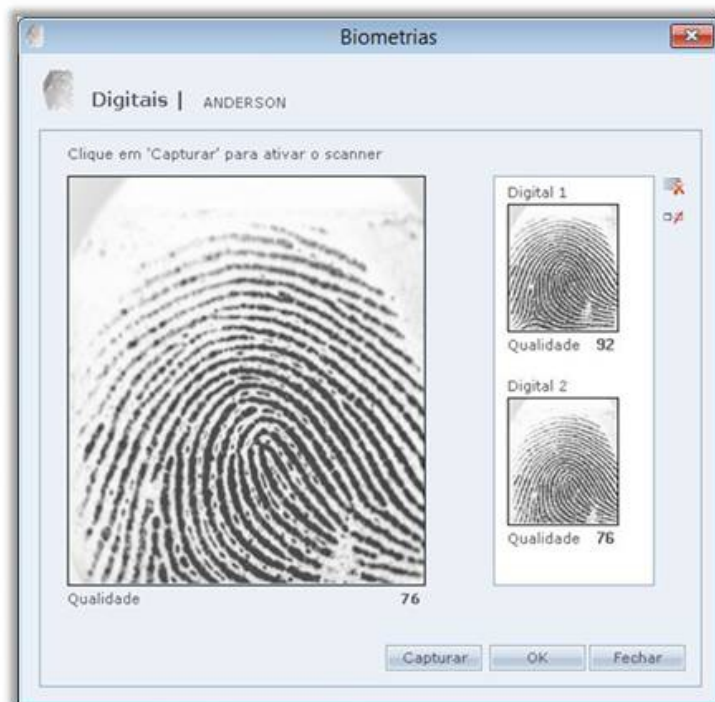 Biometrias
Digitais | ANDERSON
Clique em 'Capturar' para ativar o scanner
Digital 1
Qualidade 92
Digital 2
Qualidade 76
Qualidade 76
Capturar OK Fechar